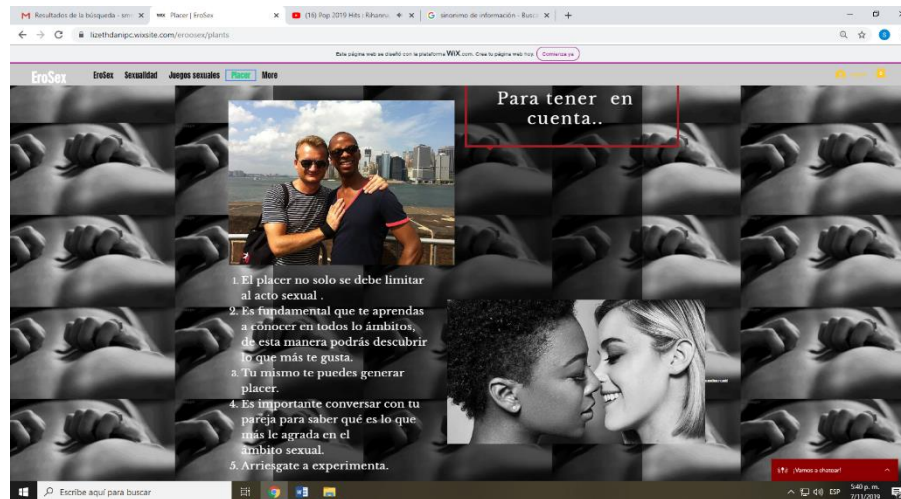 Resultados de la búsqueda - sm
Placer | EroSex
(16) Pop 2019 Hits : Rihanna
sinonimo de información - Busc
lizethdanipc.wixsite.com/eroosex/plants
Este página web se diseñó con la plataforma WiX.com. Crea tu página web hoy. Comienza ya
EroSex EroSex Sexualidad Juegos sexuales Placer More
Para tener en
cuenta..
1. El placer no solo se debe limitar
al acto sexual .
2. Es fundamental que te aprendas
a conocer en todos lo ámbitos,
de esta manera podrás descubrir
lo que más te gusta.
3. Tu mismo te puedes generar
placer.
4. Es importante conversar con tu
pareja para saber qué es lo que
más le agrada en el
ámbito sexual.
5. Arriesgate a experimenta.
¡Vamos a chatear!
Escribe aquí para buscar
ESP
5:40 p. m.
7/11/2019